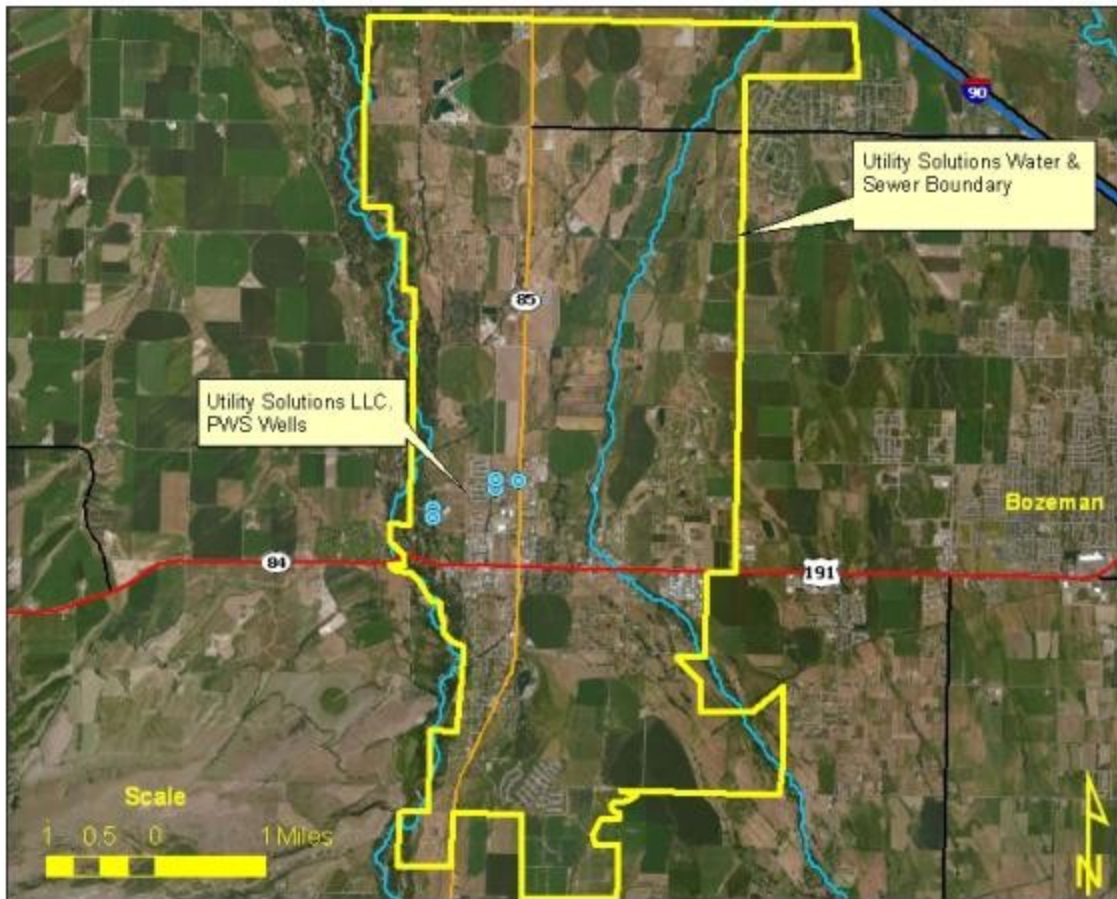 90
Utility Solutions Water &
Sewer Boundary
85
Utility Solutions LLC,
PWS Wells
Bozeman
84
191
Scale
1 0.5 0 1 Miles
N